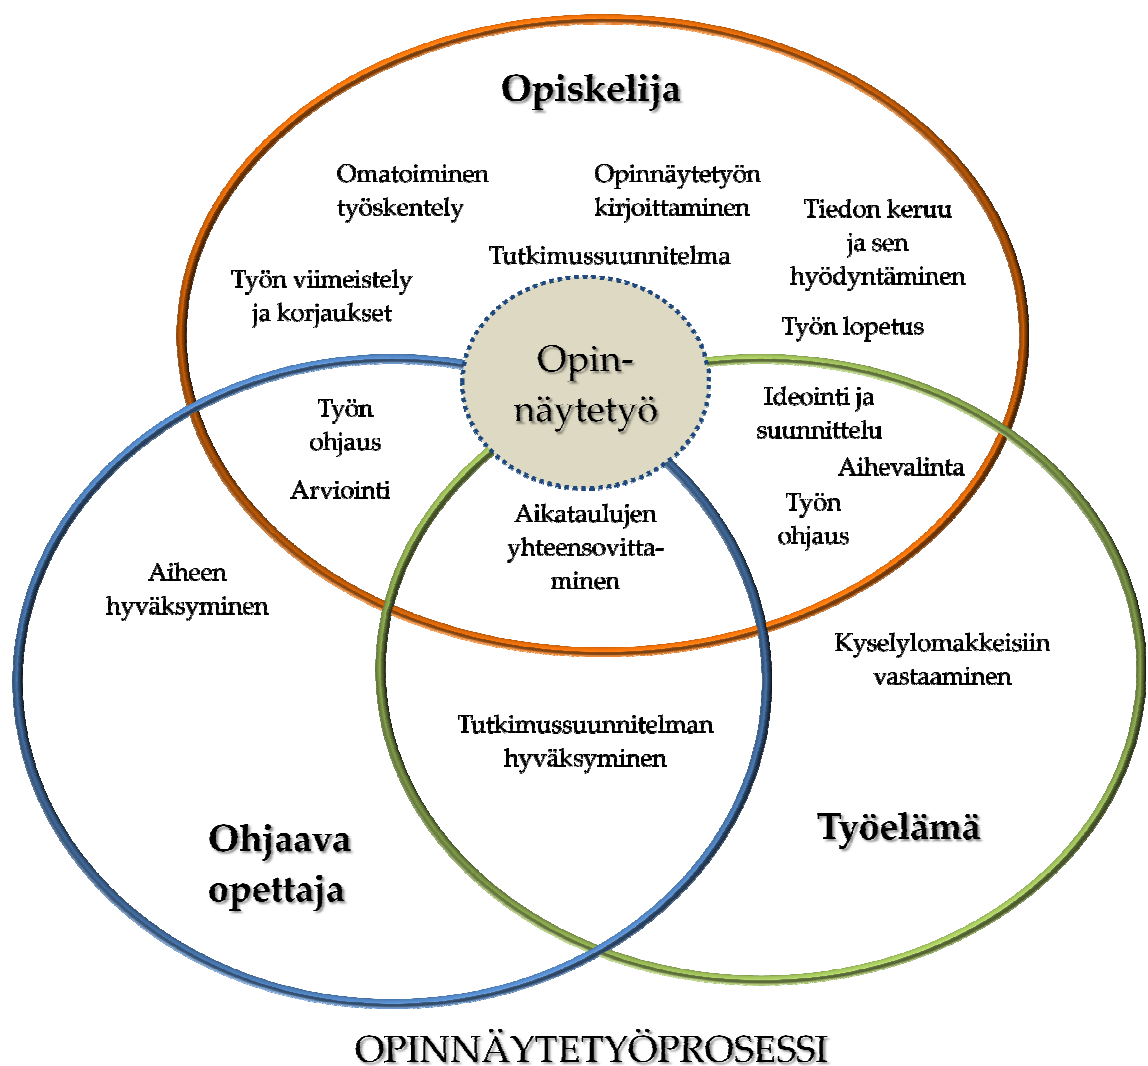 Opiskelija
Omatoiminen
työskentely
Opinnäytetyön
kirjoittaminen
Tiedon keruu
ja sen
hyödyntäminen
Tutkimussuunnitelma
Työn viimeistely
ja korjaukset
Työn lopetus
Opin-
näytetyö
Työn
ohjaus
Arviointi
Ideointi ja
suunnittelu
Aihevalinta
Työn
ohjaus
Aikataulujen
yhteensovitta-
minen
Aiheen
hyväksyminen
Kyselylomakkeisiin
vastaaminen
Tutkimussuunnitelman
hyväksyminen
Ohjaava
opettaja
Työelämä
OPINNÄYTETYÖPROSESSI